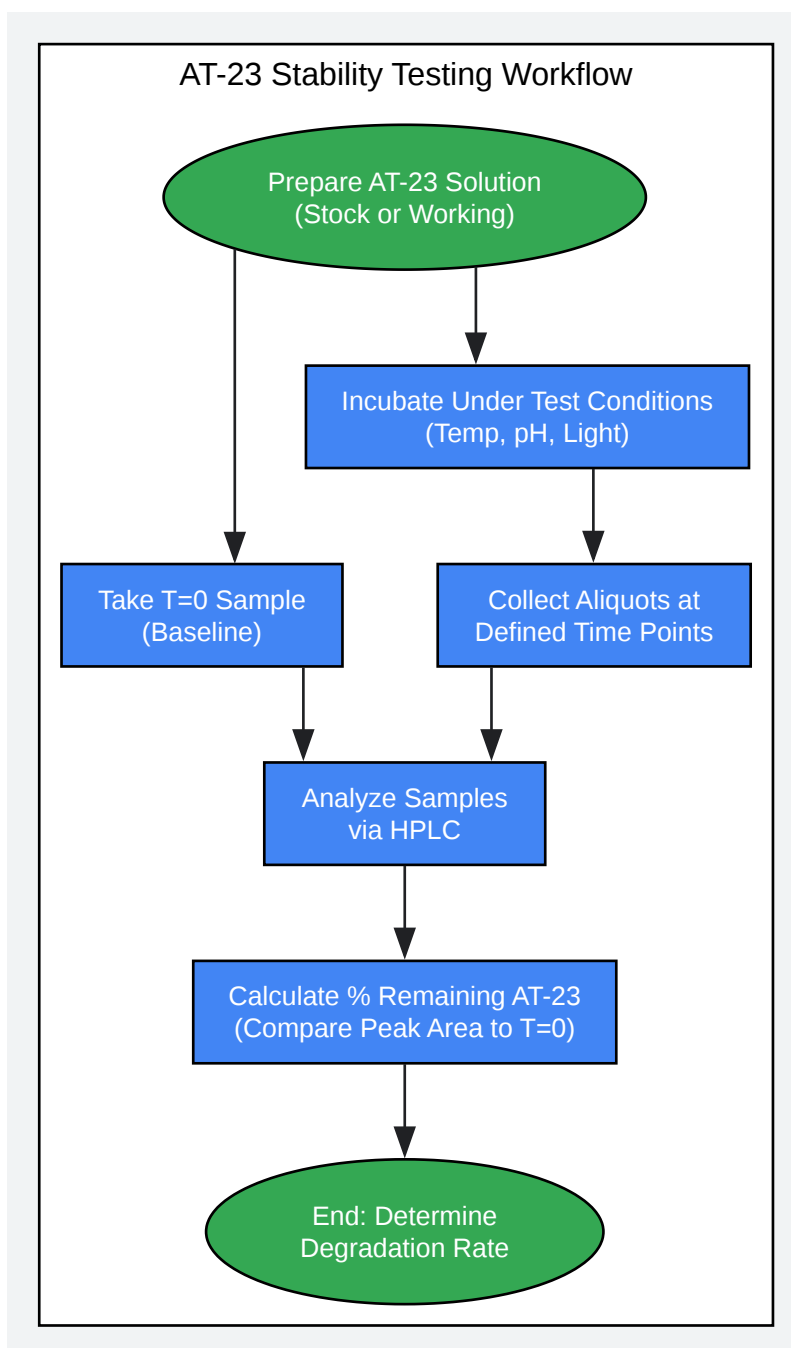 AT-23 Stability Testing Workflow
Prepare AT-23 Solution
(Stock or Working)
Incubate Under Test Conditions
(Temp, pH, Light)
Take T=0 Sample
(Baseline)
Collect Aliquots at
Defined Time Points
Analyze Samples
via HPLC
Calculate % Remaining AT-23
(Compare Peak Area to T=0)
End: Determine
Degradation Rate